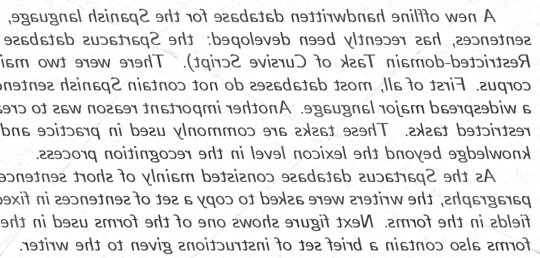 A new offline handwritten database for the Spanish language,
sentences, has recently been developed: the Spartacus database
Restricted-domain Task of Cursive Script). There were two mai
corpus. First of all, most databases do not contain Spanish senten
a widespread major language. Another important reason was to crea
restricted tasks. These tasks are commonly used in practice and
knowledge beyond the lexicon level in the recognition process.
As the Spartacus database consisted mainly of short sentence
paragraphs, the writers were asked to copy a set of sentences in fixe
fields in the forms. Next figure shows one of the forms used in the
forms also contain a brief set of instructions given to the writer.